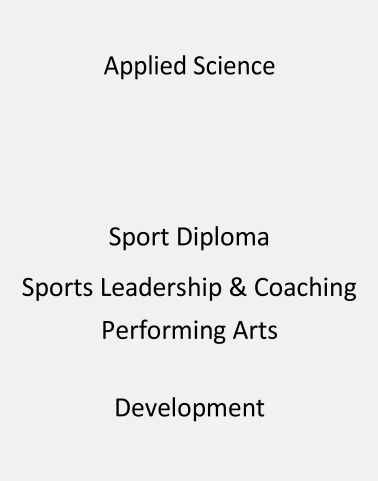 Applied Science
Sport Diploma
Sports Leadership & Coaching
Performing Arts
Development